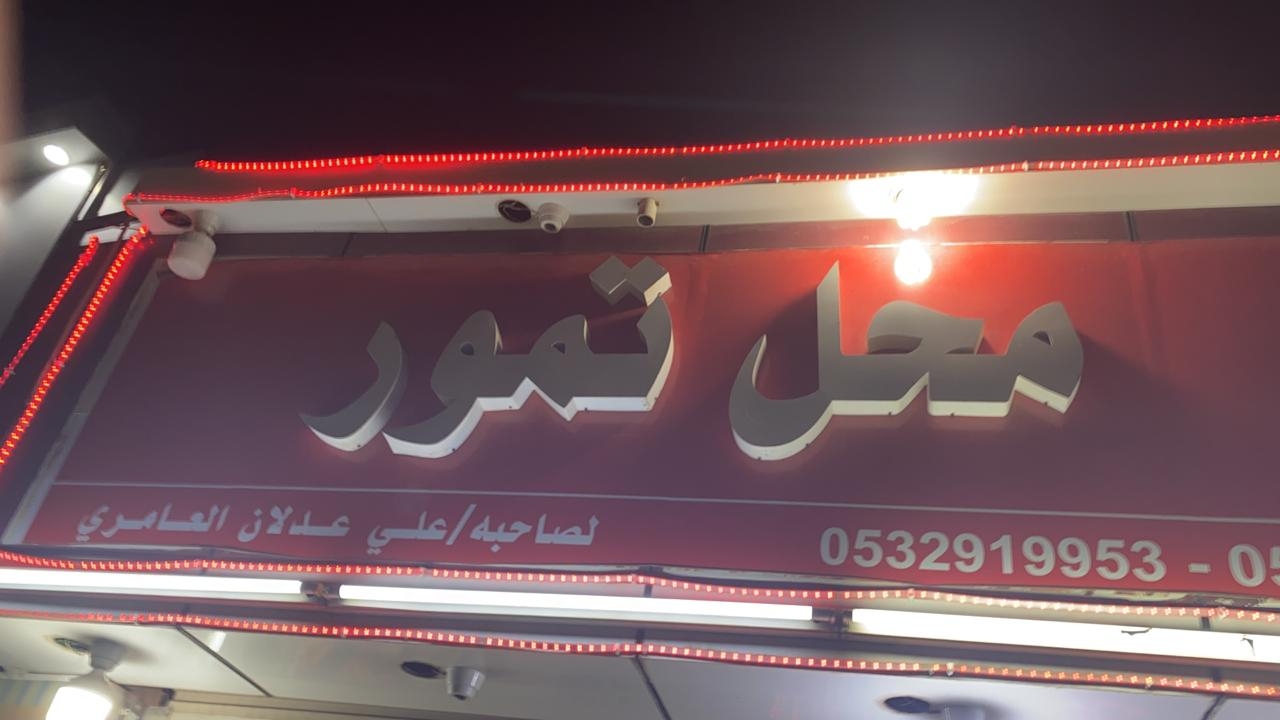 محل تمور
لصاحبه/علي عدلان العامري
0532919953 - 05